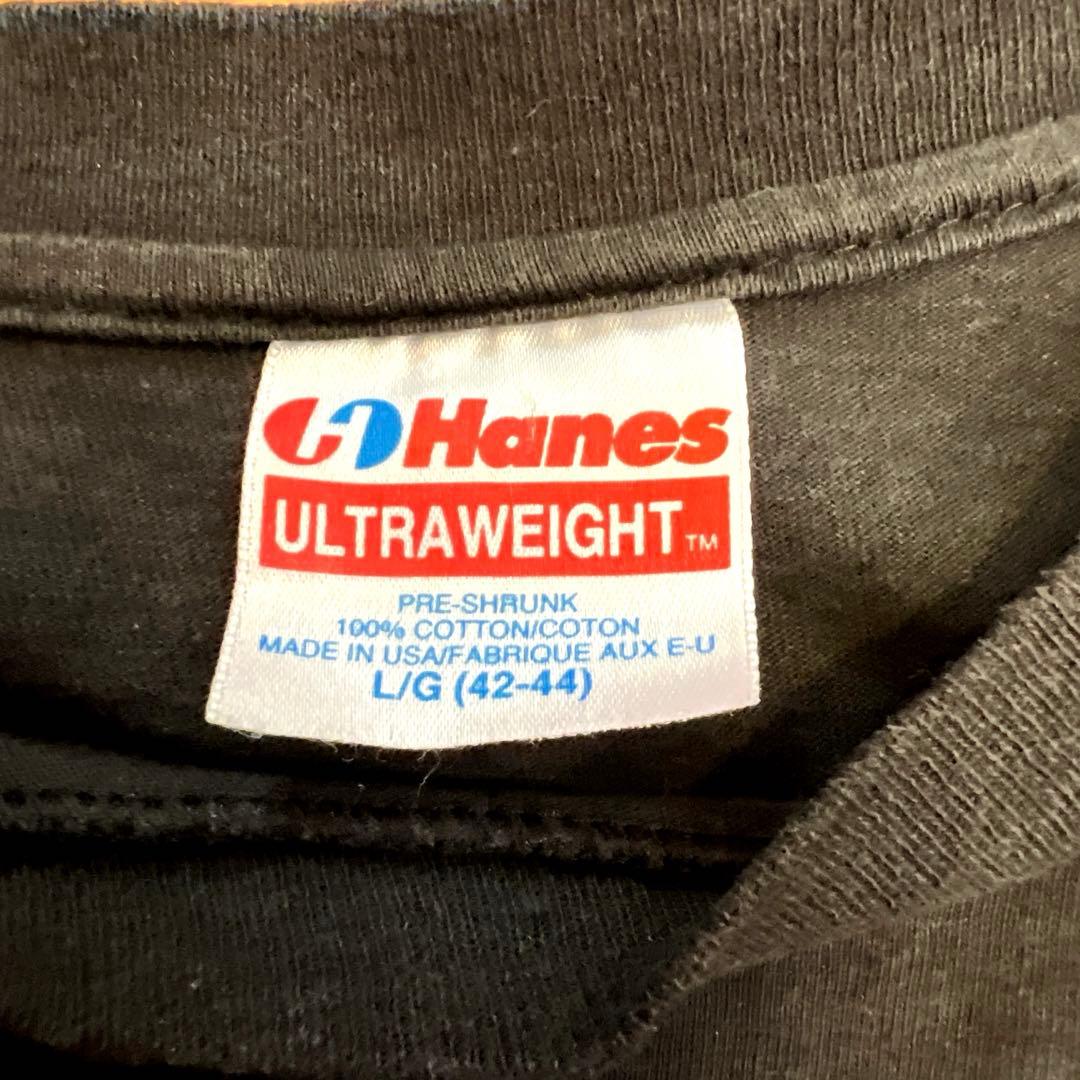 Hanes
ULTRAWEIGHT™
PRE-SHRUNK
100% COTTON/COTON
MADE IN USA/FABRIQUE AUX E-U
L/G (42-44)